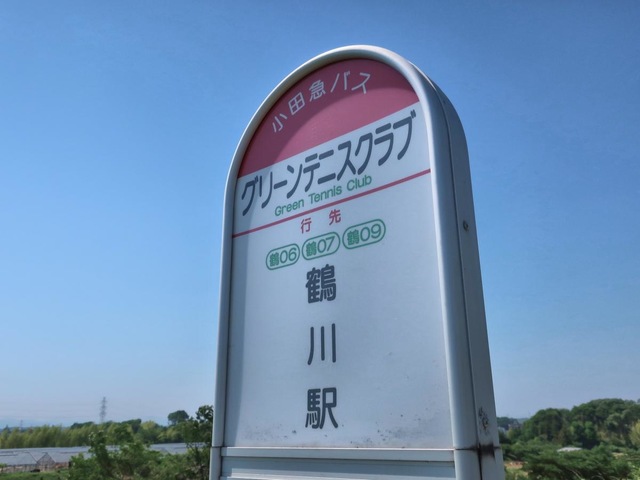 小田急バス
グリーンテニスクラブ
Green Tennis Club
行先
鶴06 鶴07 鶴09
鶴川駅